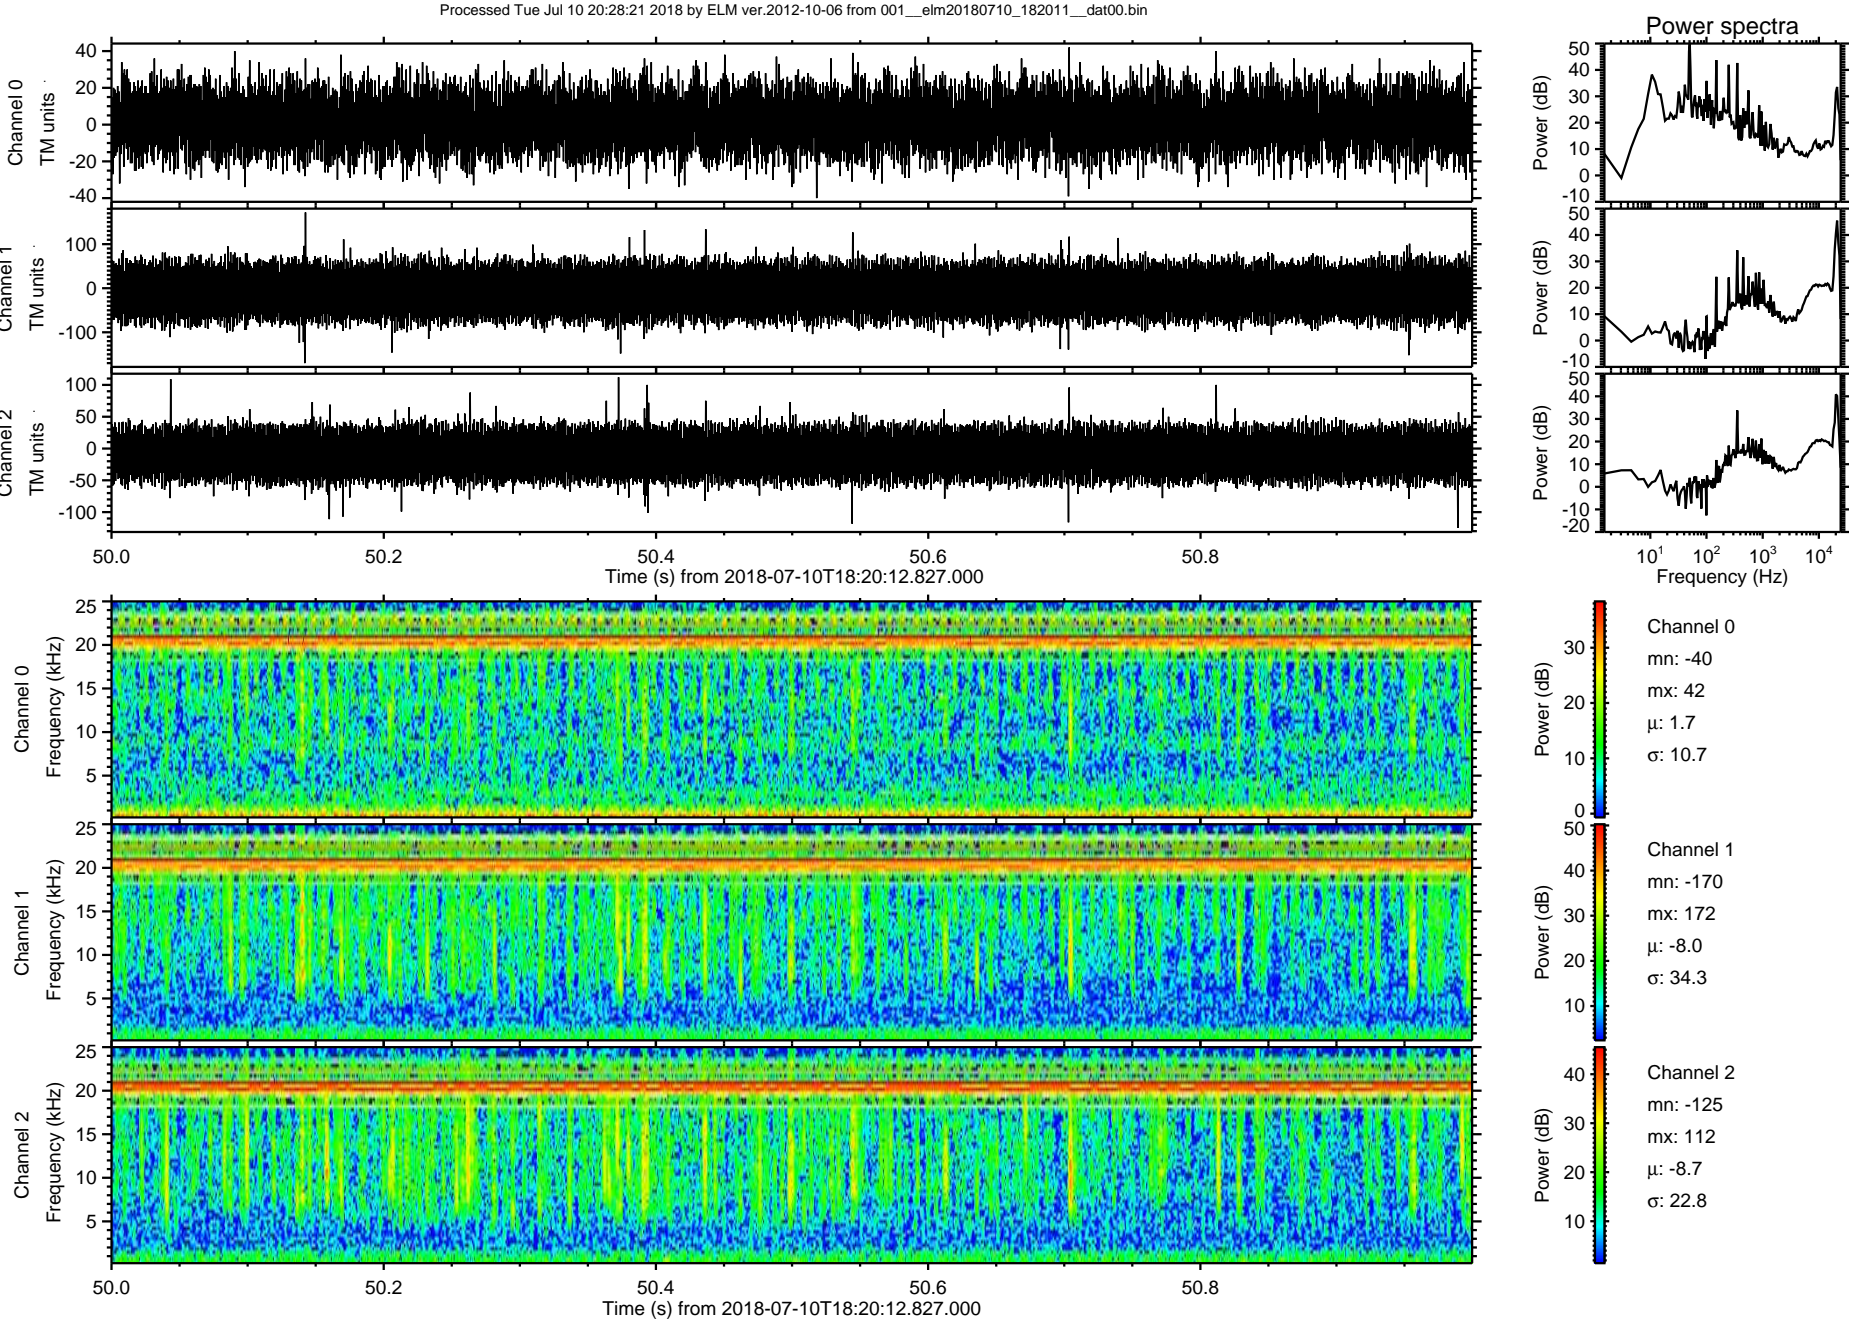 Processed Tue Jul 10 20:28:21 2018 by ELM ver.2012-10-06 from 001__elm20180710_182011__dat00.bin
Power spectra
Channel 0
TM units
40
20
0
-20
-40
Power (dB)
50
40
30
20
10
0
-10
Channel 1
TM units
100
0
-100
Power (dB)
50
40
30
20
10
0
-10
Channel 2
TM units
100
50
0
-50
-100
Power (dB)
50
40
30
20
10
0
-10
-20
50.0 50.2 50.4 50.6 50.8
Time (s) from 2018-07-10T18:20:12.827.000
10¹ 10² 10³ 10⁴
Frequency (Hz)
Channel 0
Frequency (kHz)
25
20
15
10
5
Power (dB)
30
20
10
0
Channel 0
mn: -40
mx: 42
μ: 1.7
σ: 10.7
Channel 1
Frequency (kHz)
25
20
15
10
5
Power (dB)
50
40
30
20
10
Channel 1
mn: -170
mx: 172
μ: -8.0
σ: 34.3
Channel 2
Frequency (kHz)
25
20
15
10
5
Power (dB)
40
30
20
10
Channel 2
mn: -125
mx: 112
μ: -8.7
σ: 22.8
50.0 50.2 50.4 50.6 50.8
Time (s) from 2018-07-10T18:20:12.827.000